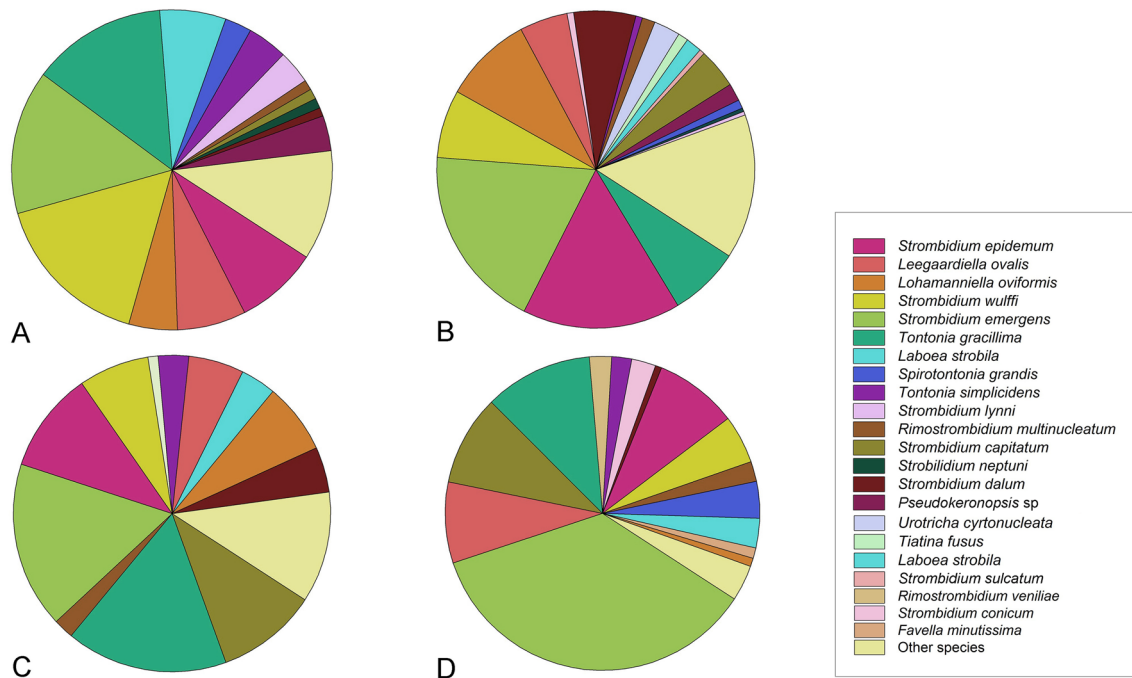 A
B
C
D
Strombidium epidemum
Leegaardiella ovalis
Lohamanniella oviformis
Strombidium wulffi
Strombidium emergens
Tontonia gracillima
Laboea strobila
Spirotontonia grandis
Tontonia simplicidens
Strombidium lynni
Rimostrombidium multinucleatum
Strombidium capitatum
Strobilidium neptuni
Strombidium dalum
Pseudokeronopsis sp
Urotricha cyrtonucleata
Tiatina fusus
Laboea strobila
Strombidium sulcatum
Rimostrombidium veniliae
Strombidium conicum
Favella minutissima
Other species